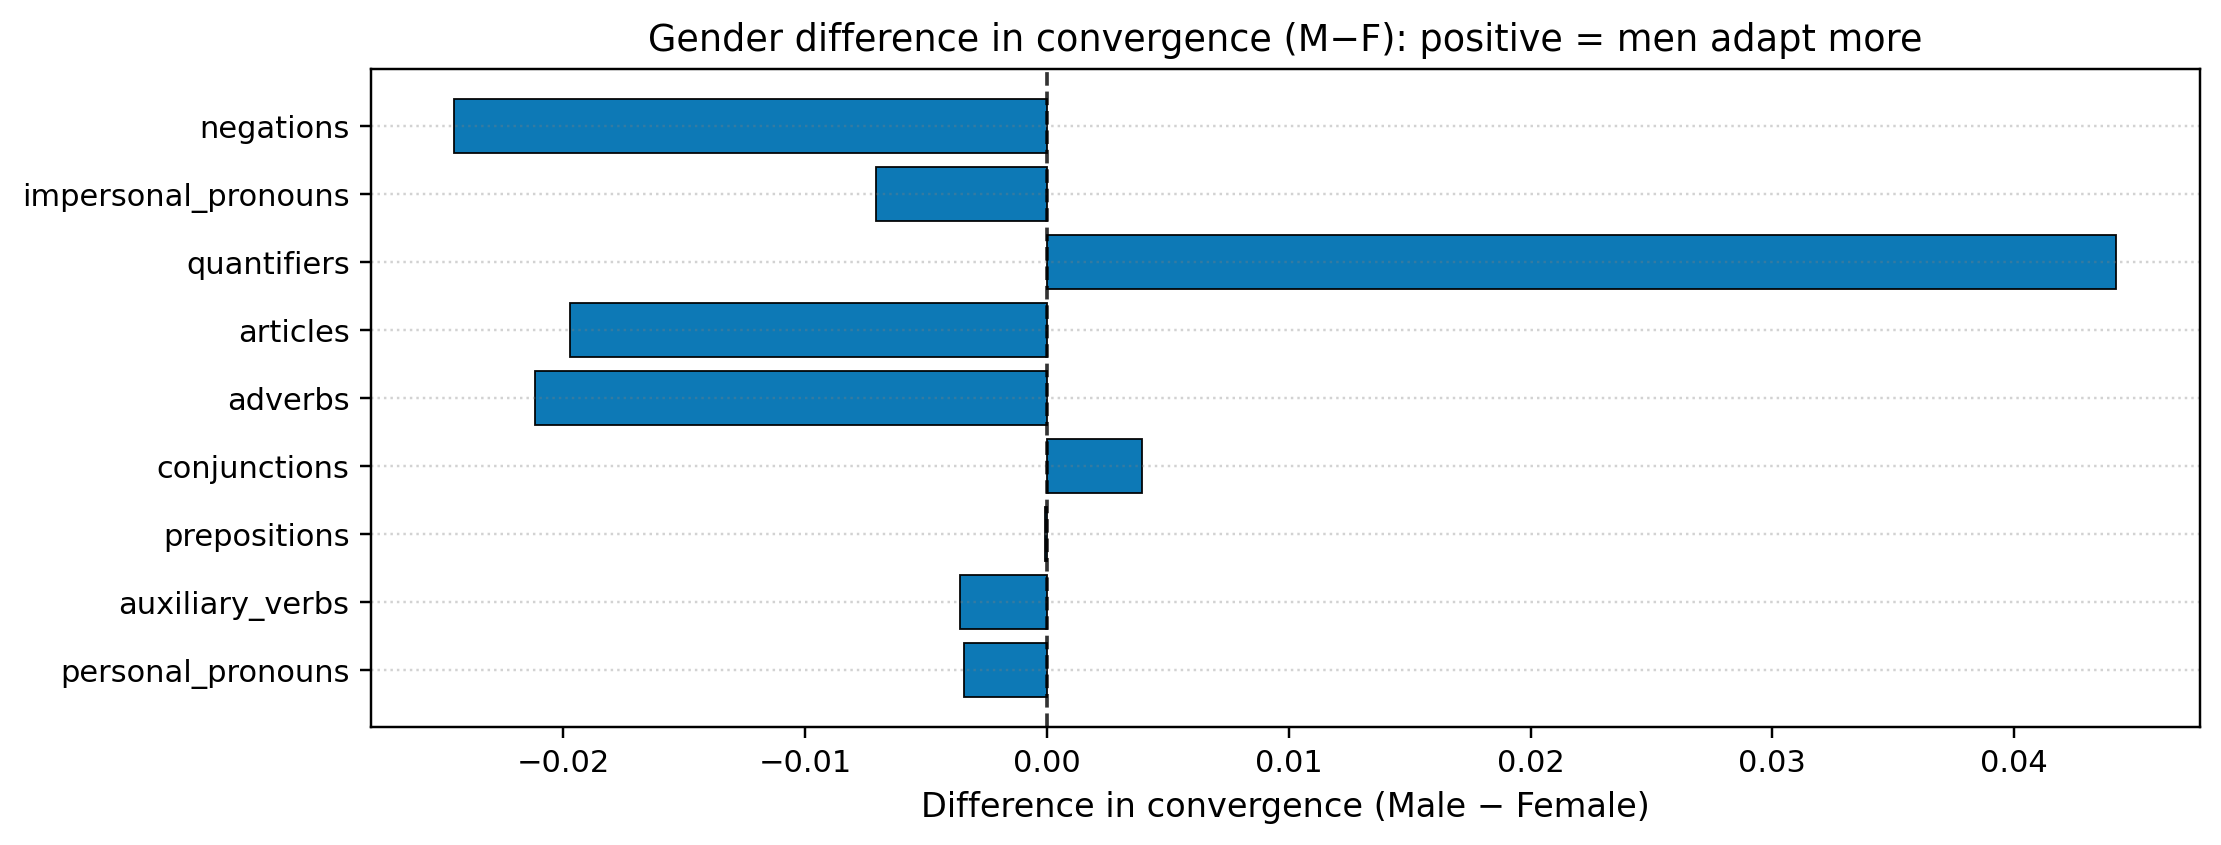 Gender difference in convergence (M−F): positive = men adapt more
negations
impersonal_pronouns
quantifiers
articles
adverbs
conjunctions
prepositions
auxiliary_verbs
personal_pronouns
−0.02 −0.01 0.00 0.01 0.02 0.03 0.04
Difference in convergence (Male − Female)